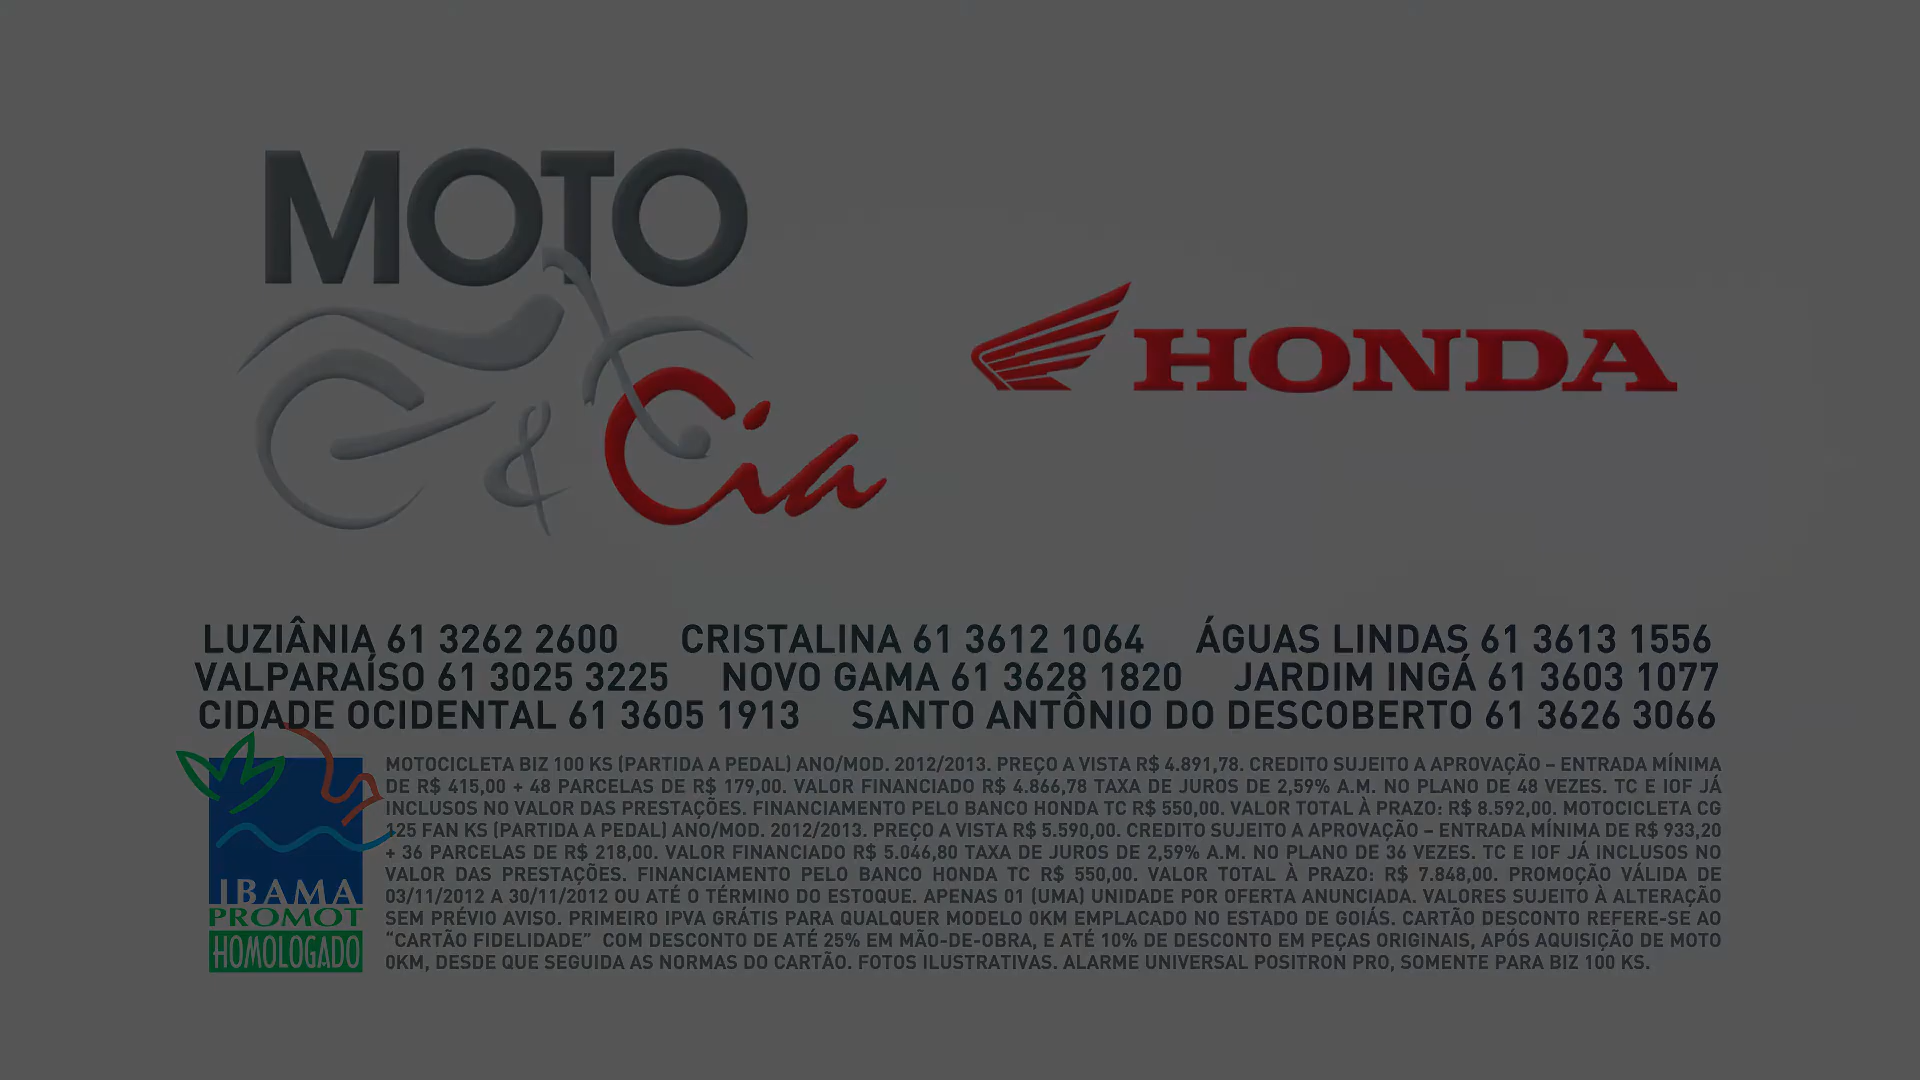 MOTO
& Cia
HONDA
LUZIÂNIA 61 3262 2600 CRISTALINA 61 3612 1064 ÁGUAS LINDAS 61 3613 1556
VALPARAÍSO 61 3025 3225 NOVO GAMA 61 3628 1820 JARDIM INGÁ 61 3603 1077
CIDADE OCIDENTAL 61 3605 1913 SANTO ANTÔNIO DO DESCOBERTO 61 3626 3066
MOTOCICLETA BIZ 100 KS (PARTIDA A PEDAL) ANO/MOD. 2012/2013. PREÇO A VISTA R$ 4.891,78. CREDITO SUJEITO A APROVAÇÃO – ENTRADA MÍNIMA
DE R$ 415,00 + 48 PARCELAS DE R$ 179,00. VALOR FINANCIADO R$ 4.866,78 TAXA DE JUROS DE 2,59% A.M. NO PLANO DE 48 VEZES. TC E IOF JÁ
INCLUSOS NO VALOR DAS PRESTAÇÕES. FINANCIAMENTO PELO BANCO HONDA TC R$ 550,00. VALOR TOTAL À PRAZO: R$ 8.592,00. MOTOCICLETA CG
125 FAN KS (PARTIDA A PEDAL) ANO/MOD. 2012/2013. PREÇO A VISTA R$ 5.590,00. CREDITO SUJEITO A APROVAÇÃO – ENTRADA MÍNIMA DE R$ 933,20
+ 36 PARCELAS DE R$ 218,00. VALOR FINANCIADO R$ 5.046,80 TAXA DE JUROS DE 2,59% A.M. NO PLANO DE 36 VEZES. TC E IOF JÁ INCLUSOS NO
VALOR DAS PRESTAÇÕES. FINANCIAMENTO PELO BANCO HONDA TC R$ 550,00. VALOR TOTAL À PRAZO: R$ 7.848,00. PROMOÇÃO VÁLIDA DE
03/11/2012 A 30/11/2012 OU ATÉ O TÉRMINO DO ESTOQUE. APENAS 01 (UMA) UNIDADE POR OFERTA ANUNCIADA. VALORES SUJEITO À ALTERAÇÃO
SEM PRÉVIO AVISO. PRIMEIRO IPVA GRÁTIS PARA QUALQUER MODELO 0KM EMPLACADO NO ESTADO DE GOIÁS. CARTÃO DESCONTO REFERE-SE AO
“CARTÃO FIDELIDADE” COM DESCONTO DE ATÉ 25% EM MÃO-DE-OBRA, E ATÉ 10% DE DESCONTO EM PEÇAS ORIGINAIS, APÓS AQUISIÇÃO DE MOTO
0KM, DESDE QUE SEGUIDA AS NORMAS DO CARTÃO. FOTOS ILUSTRATIVAS. ALARME UNIVERSAL POSITRON PRO, SOMENTE PARA BIZ 100 KS.
IBAMA
PROMOT
HOMOLOGADO